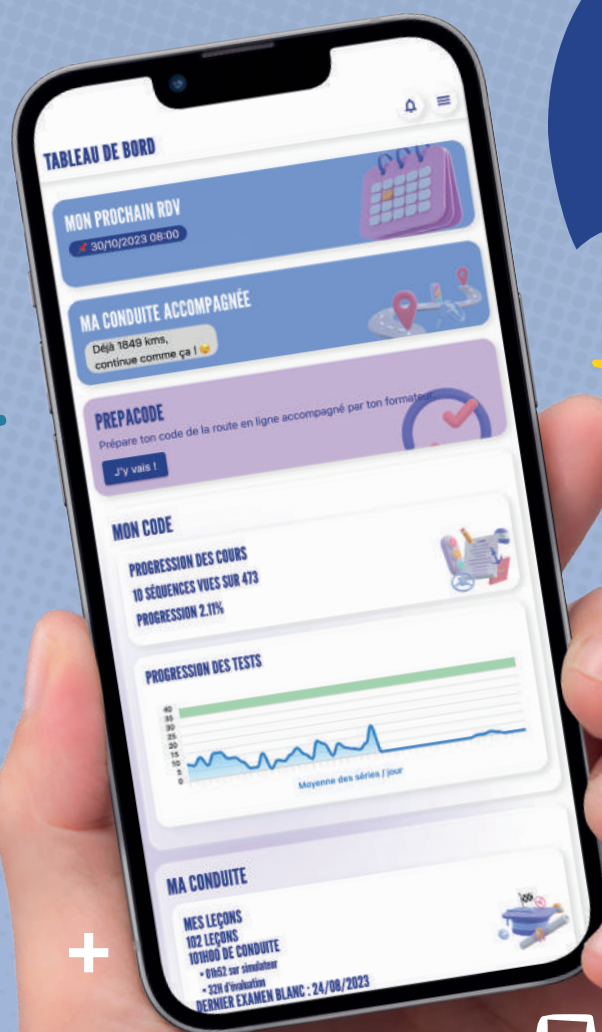 TABLEAU DE BORD
MON PROCHAIN RDV
📌 30/10/2023 08:00
MA CONDUITE ACCOMPAGNÉE
Déjà 1849 kms,
continue comme ça ! 😉
PREPACODE
Prépare ton code de la route en ligne accompagné par ton formateur.
J'y vais !
MON CODE
PROGRESSION DES COURS
10 SÉQUENCES VUES SUR 473
PROGRESSION 2.11%
PROGRESSION DES TESTS
40
35
30
25
20
15
10
5
0
Moyenne des séries / jour
MA CONDUITE
MES LEÇONS
102 LEÇONS
101H00 DE CONDUITE
• 01h52 sur simulateur
• 32H d'évaluation
DERNIER EXAMEN BLANC : 24/08/2023